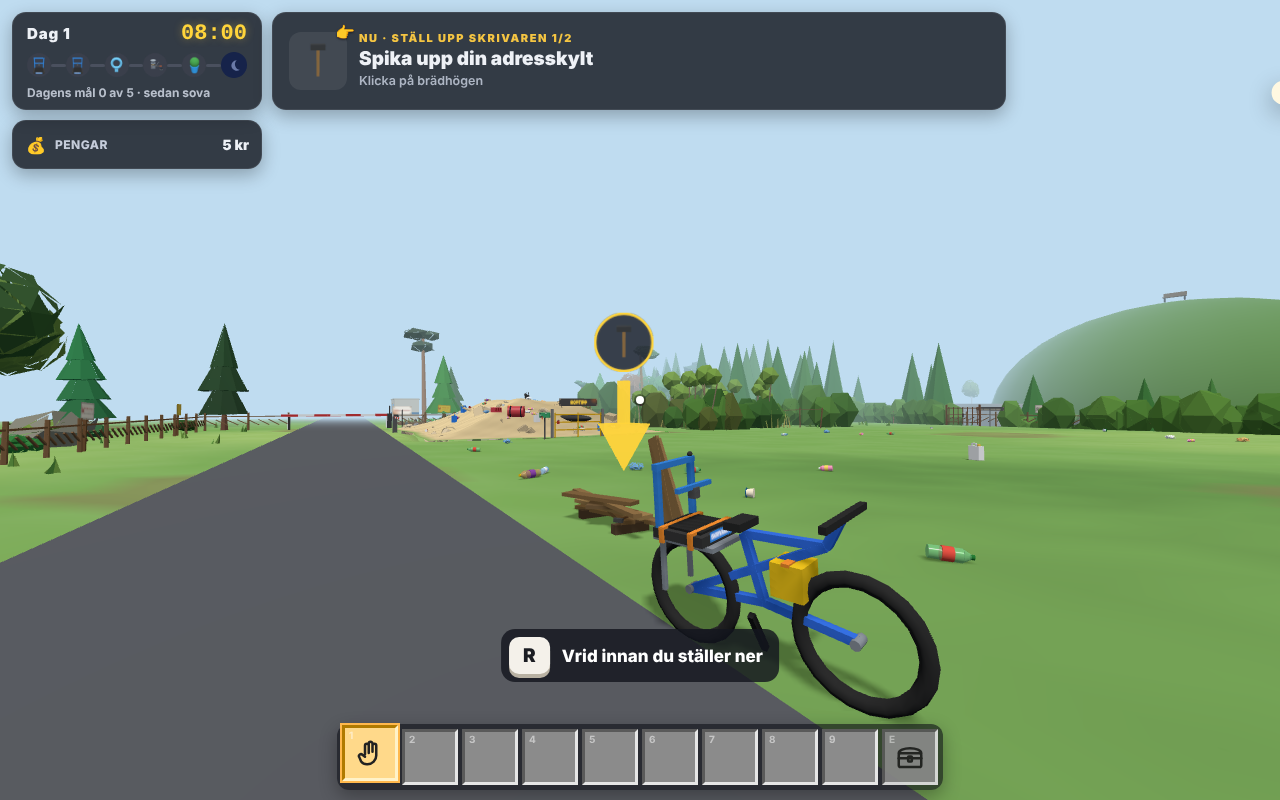 Dag 1
08:00
Dagens mål 0 av 5 · sedan sova
PENGAR
5 kr
NU · STÄLL UPP SKRIVAREN 1/2
Spika upp din adresskylt
Klicka på brädhögen
R
Vrid innan du ställer ner
1
2
3
4
5
6
7
8
9
E